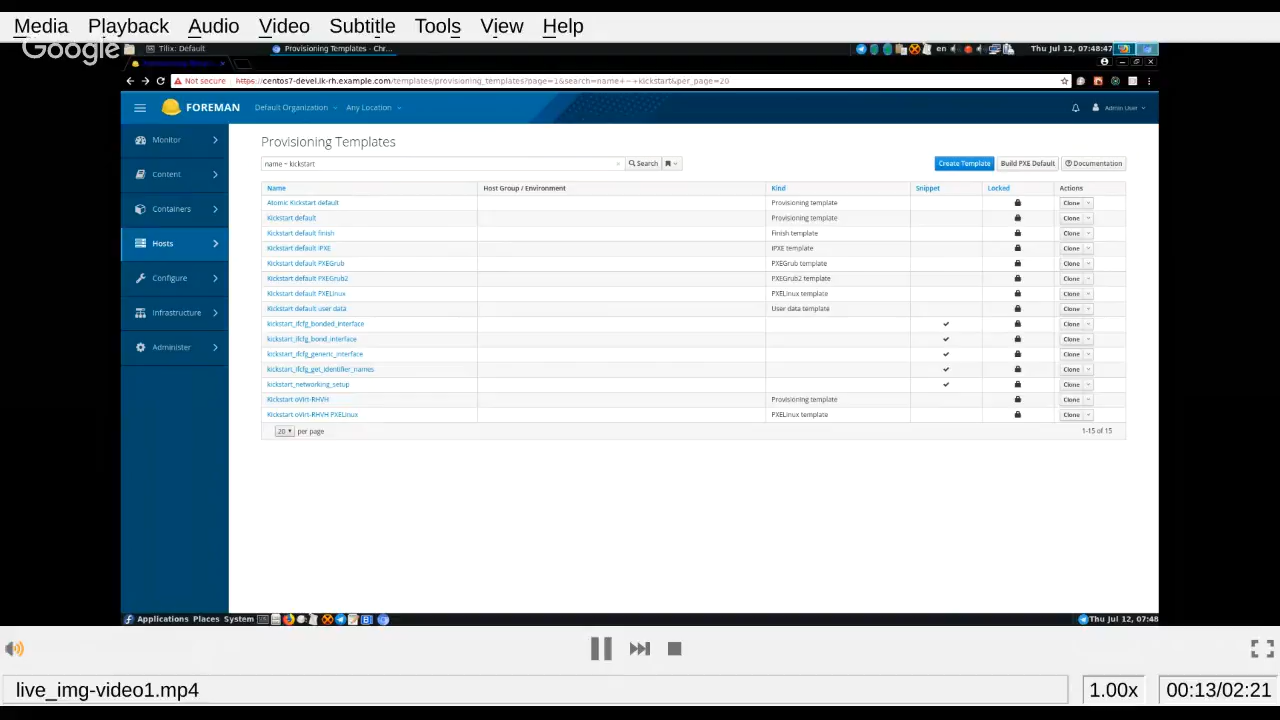 Media Playback Audio Video Subtitle Tools View Help
Google
Tilix: Default Provisioning Templates - Chr... en Thu Jul 12, 07:48:47
Not secure https://centos7-devel.lk-rh.example.com/templates/provisioning_templates?page=1&search=name+~+kickstart&per_page=20
FOREMAN Default Organization Any Location Admin User
Monitor
Content
Containers
Hosts
Configure
Infrastructure
Administer
Provisioning Templates
name ~ kickstart × Search Create Template Build PXE Default Documentation
Name Host Group / Environment Kind Snippet Locked Actions
Atomic Kickstart default Provisioning template Clone
Kickstart default Provisioning template Clone
Kickstart default finish Finish template Clone
Kickstart default iPXE iPXE template Clone
Kickstart default PXEGrub PXEGrub template Clone
Kickstart default PXEGrub2 PXEGrub2 template Clone
Kickstart default PXELinux PXELinux template Clone
Kickstart default user data User data template Clone
kickstart_ifcfg_bonded_interface Clone
kickstart_ifcfg_bond_interface Clone
kickstart_ifcfg_generic_interface Clone
kickstart_ifcfg_get_identifier_names Clone
kickstart_networking_setup Clone
Kickstart oVirt-RHVH Provisioning template Clone
Kickstart oVirt-RHVH PXELinux PXELinux template Clone
20 per page 1-15 of 15
Applications Places System Thu Jul 12, 07:48
live_img-video1.mp4 1.00x 00:13/02:21